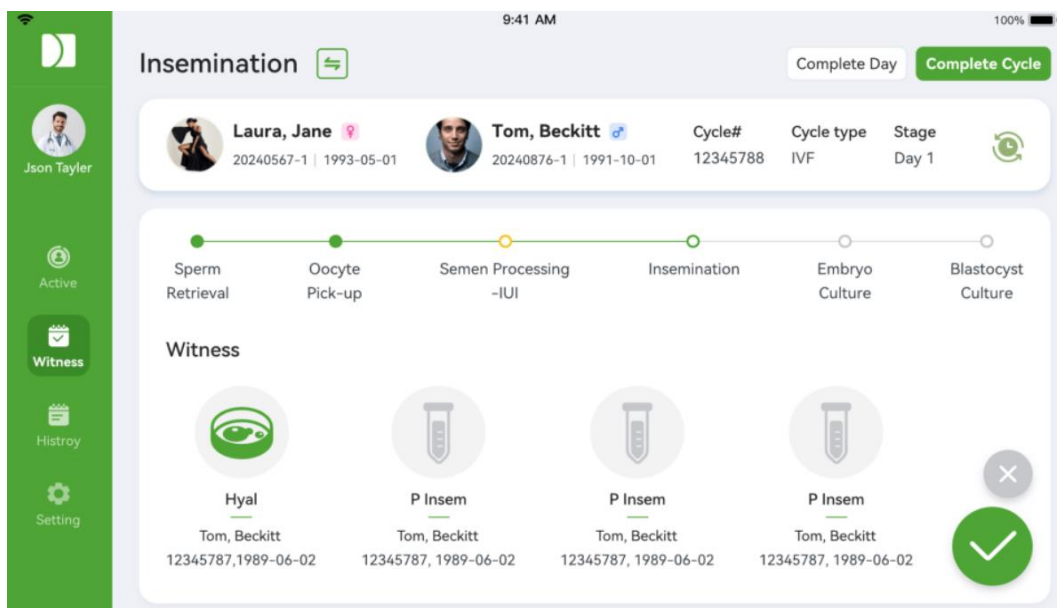 9:41 AM
100%
Insemination
Complete Day
Complete Cycle
Json Tayler
Laura, Jane
20240567-1 | 1993-05-01
Tom, Beckitt
20240876-1 | 1991-10-01
Cycle#
12345788
Cycle type
IVF
Stage
Day 1
Active
Witness
Histroy
Setting
Sperm
Retrieval
Oocyte
Pick-up
Semen Processing
-IUI
Insemination
Embryo
Culture
Blastocyst
Culture
Witness
Hyal
Tom, Beckitt
12345787,1989-06-02
P Insem
Tom, Beckitt
12345787, 1989-06-02
P Insem
Tom, Beckitt
12345787, 1989-06-02
P Insem
Tom, Beckitt
12345787, 1989-06-02